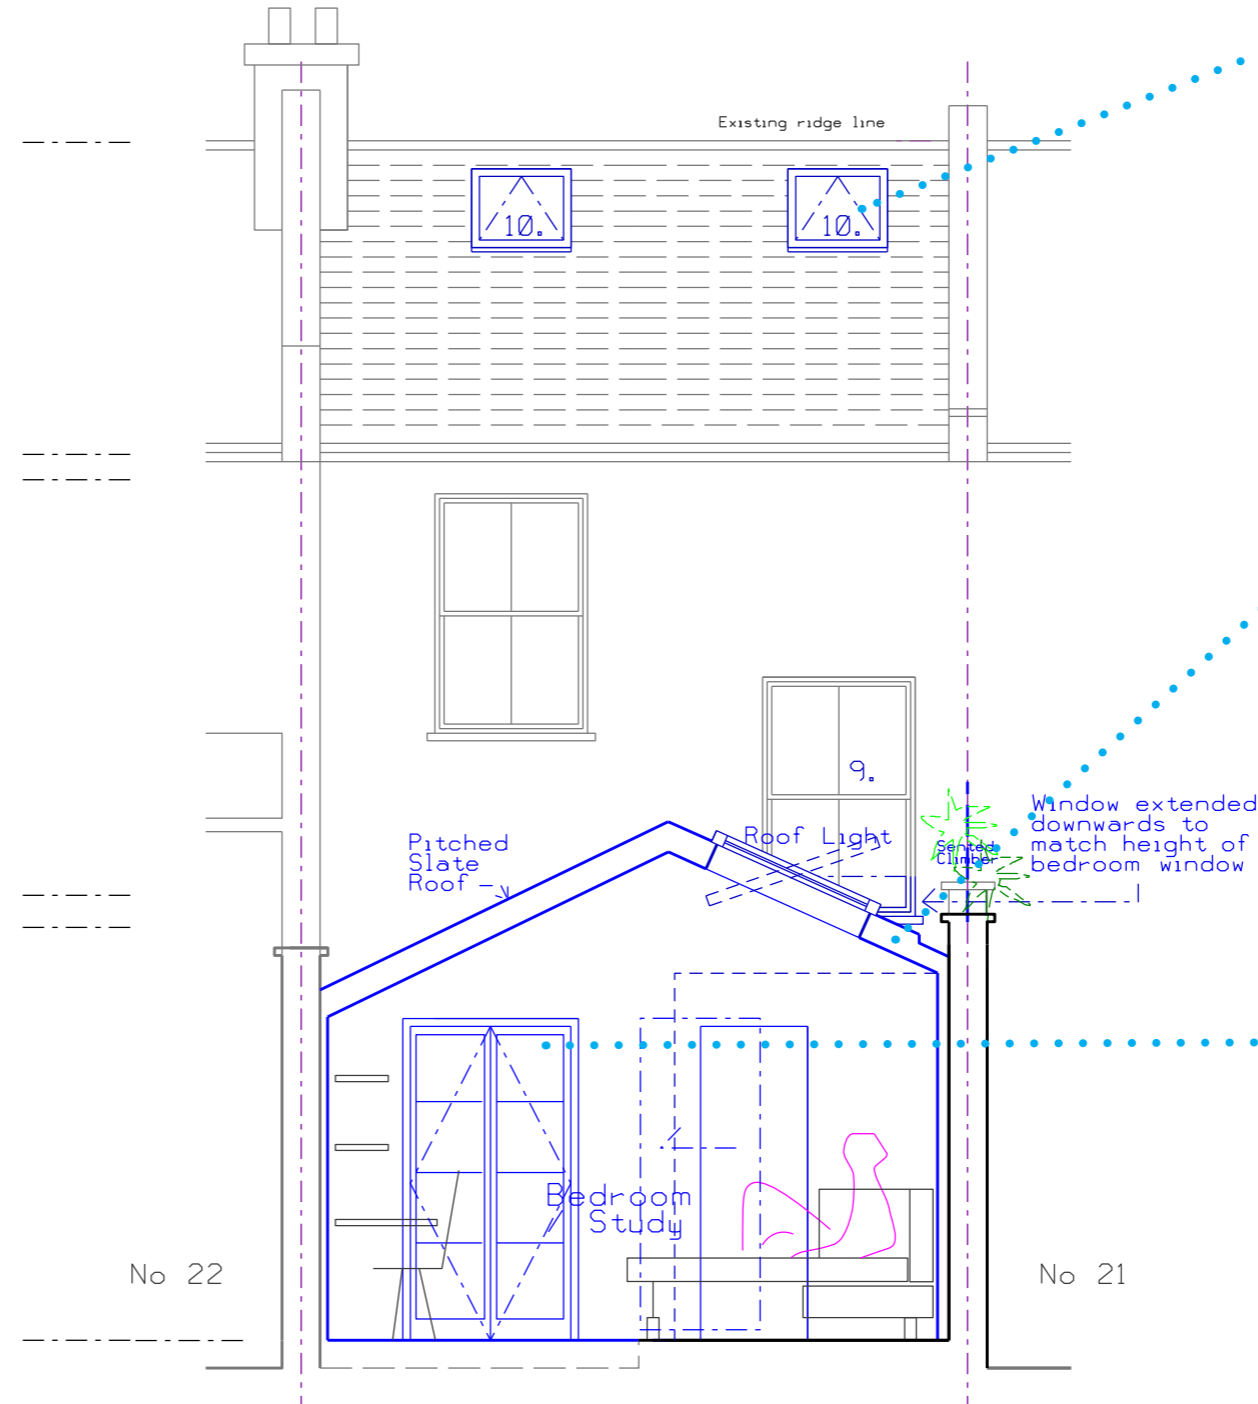 Existing ridge line
10.
10.
9.
Window extended
downwards to
match height of
bedroom window
Pitched
Slate
Roof
Roof Light
Sented
Climber
Bedroom
Study
No 22
No 21